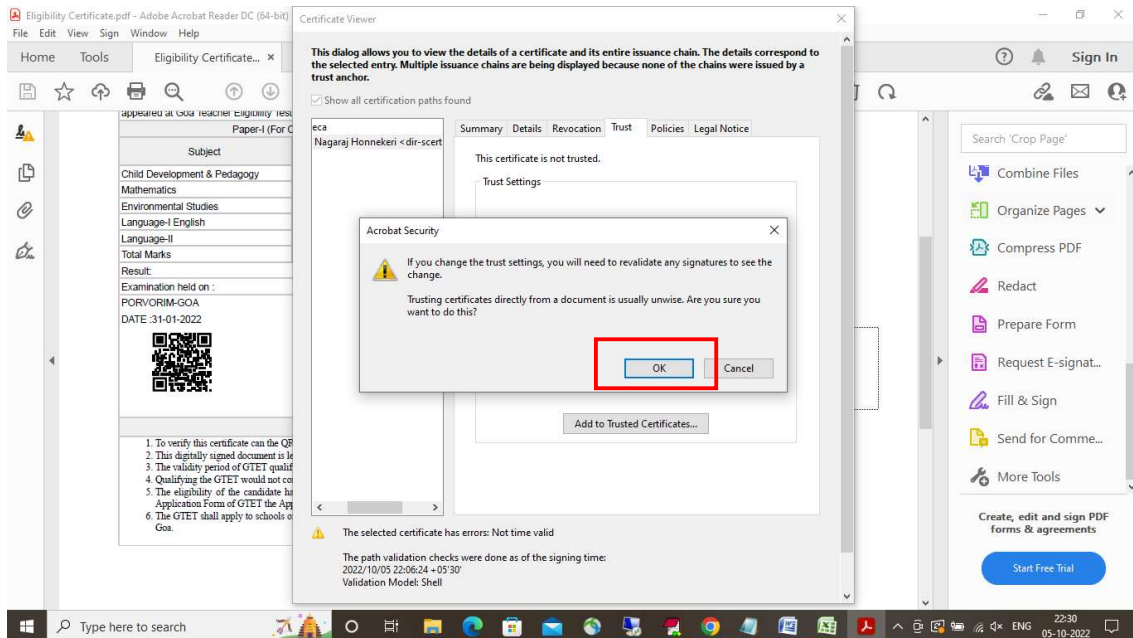 Eligibility Certificate.pdf - Adobe Acrobat Reader DC (64-bit)
File Edit View Sign Window Help
Home Tools Eligibility Certificate... ×
Sign In
appeared at Goa Teacher Eligibility Test
Paper-I (For
Subject
Child Development & Pedagogy
Mathematics
Environmental Studies
Language-I English
Language-II
Total Marks
Result:
Examination held on :
PORVORIM-GOA
DATE :31-01-2022
1. To verify this certificate can the QR
2. This digitally signed document is le
3. The validity period of GTET qualif
4. Qualifying the GTET would not co
5. The eligibility of the candidate ha
Application Form of GTET the Ap
6. The GTET shall apply to schools o
Goa.
Certificate Viewer
This dialog allows you to view the details of a certificate and its entire issuance chain. The details correspond to
the selected entry. Multiple issuance chains are being displayed because none of the chains were issued by a
trust anchor.
Show all certification paths found
eca
Nagaraj Honnekeri <dir-scert
Summary Details Revocation Trust Policies Legal Notice
This certificate is not trusted.
Trust Settings
Acrobat Security
If you change the trust settings, you will need to revalidate any signatures to see the
change.
Trusting certificates directly from a document is usually unwise. Are you sure you
want to do this?
OK Cancel
Add to Trusted Certificates...
The selected certificate has errors: Not time valid
The path validation checks were done as of the signing time:
2022/10/05 22:06:24 +05'30'
Validation Model: Shell
Search 'Crop Page'
Combine Files
Organize Pages
Compress PDF
Redact
Prepare Form
Request E-signat...
Fill & Sign
Send for Comme...
More Tools
Create, edit and sign PDF
forms & agreements
Start Free Trial
Type here to search
ENG
22:30
05-10-2022